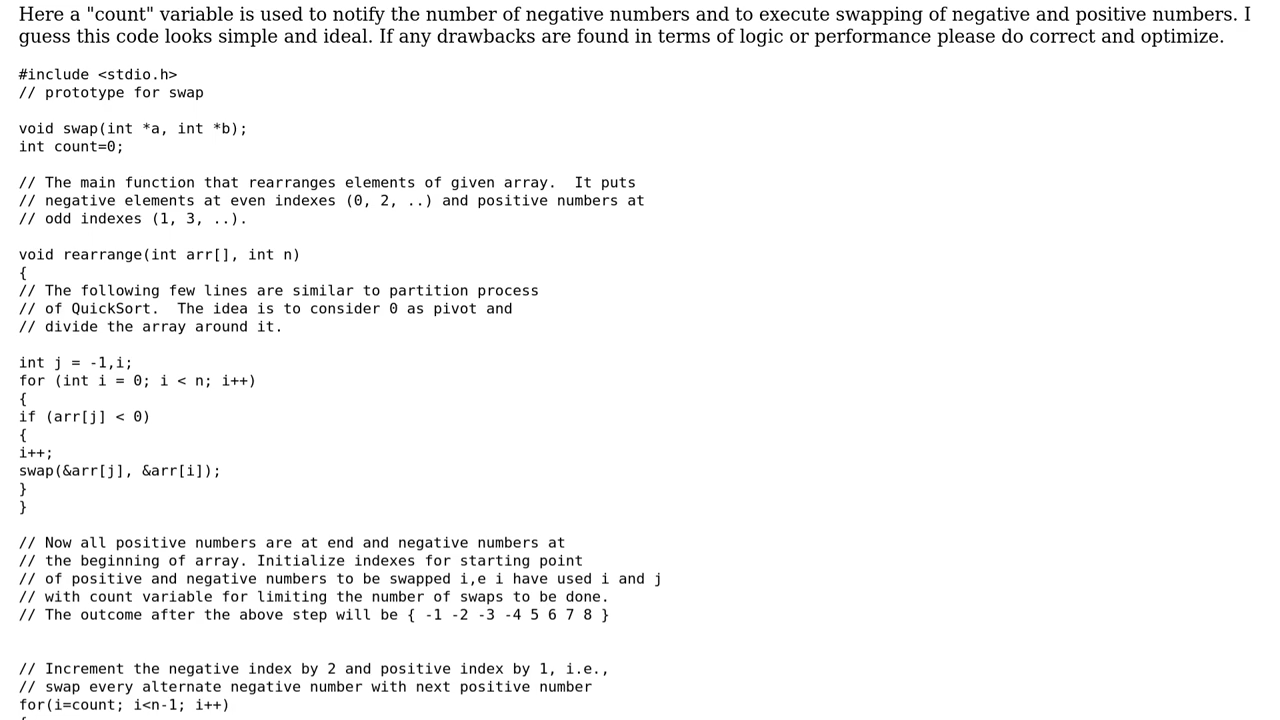 Here a "count" variable is used to notify the number of negative numbers and to execute swapping of negative and positive numbers. I
guess this code looks simple and ideal. If any drawbacks are found in terms of logic or performance please do correct and optimize.
#include <stdio.h>
// prototype for swap
void swap(int *a, int *b);
int count=0;
// The main function that rearranges elements of given array.  It puts
// negative elements at even indexes (0, 2, ..) and positive numbers at
// odd indexes (1, 3, ..).
void rearrange(int arr[], int n)
{
// The following few lines are similar to partition process
// of QuickSort.  The idea is to consider 0 as pivot and
// divide the array around it.
int j = -1,i;
for (int i = 0; i < n; i++)
{
if (arr[j] < 0)
{
i++;
swap(&arr[j], &arr[i]);
}
}
// Now all positive numbers are at end and negative numbers at
// the beginning of array. Initialize indexes for starting point
// of positive and negative numbers to be swapped i,e i have used i and j
// with count variable for limiting the number of swaps to be done.
// The outcome after the above step will be { -1 -2 -3 -4 5 6 7 8 }
// Increment the negative index by 2 and positive index by 1, i.e.,
// swap every alternate negative number with next positive number
for(i=count; i<n-1; i++)